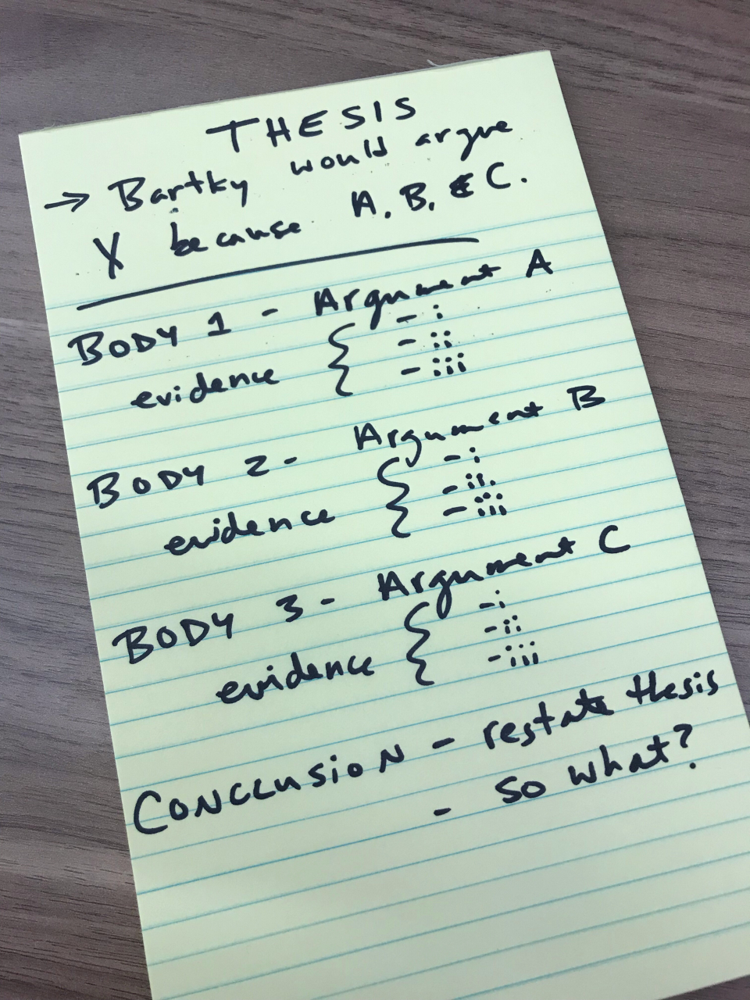 THESIS
→ Bartky would argue
X because A, B, & C.
BODY 1 - Argument A
evidence { - i
- ii
- iii
BODY 2 - Argument B
evidence { - i
- ii.
- iii
BODY 3 - Argument C
evidence { - i
- ii
- iii
CONCLUSION - restate thesis
- so what?